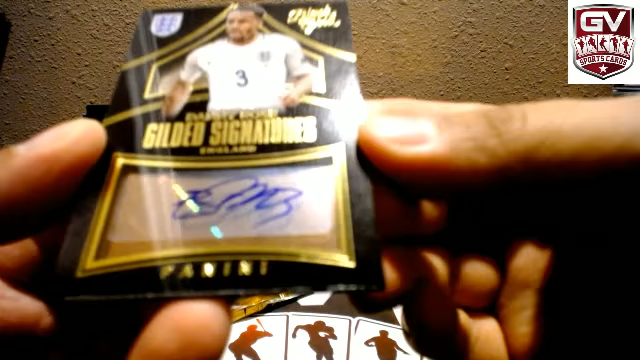 GV
SPORTS CARDS
3
GILDED SIGNATURES
ENGLAND
PANINI